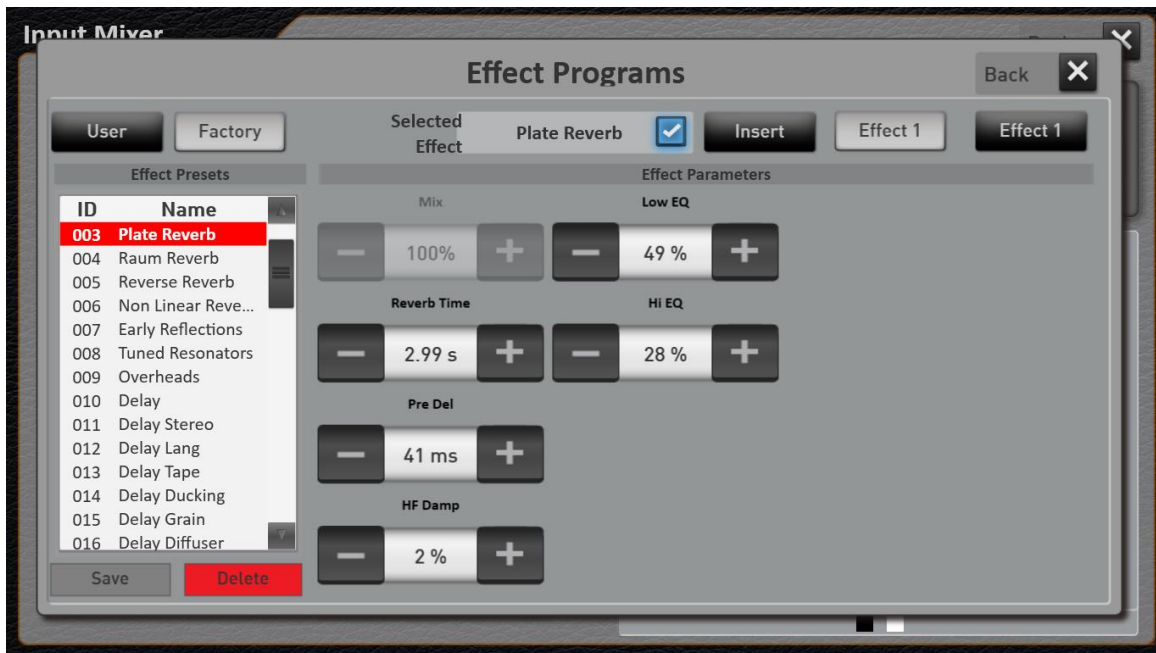 Input Mixer
Effect Programs
Back
User
Factory
Selected
Effect
Plate Reverb
Insert
Effect 1
Effect 1
Effect Presets
Effect Parameters
ID Name
003 Plate Reverb
004 Raum Reverb
005 Reverse Reverb
006 Non Linear Reve...
007 Early Reflections
008 Tuned Resonators
009 Overheads
010 Delay
011 Delay Stereo
012 Delay Lang
013 Delay Tape
014 Delay Ducking
015 Delay Grain
016 Delay Diffuser
Save
Delete
Mix
100%
Low EQ
49 %
Reverb Time
2.99 s
Hi EQ
28 %
Pre Del
41 ms
HF Damp
2 %